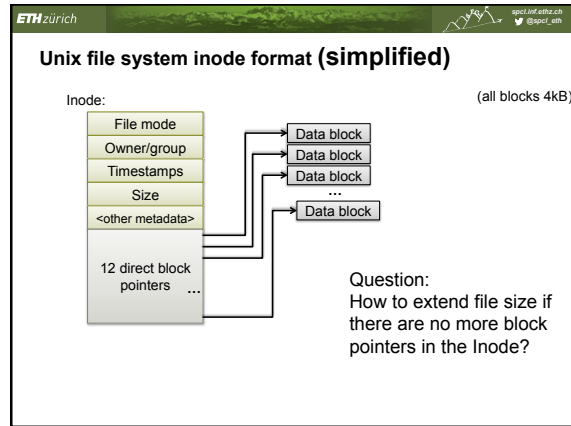 ETHzürich
spcl.inf.ethz.ch
@spcl_eth
Unix file system inode format (simplified)
(all blocks 4kB)
Inode:
File mode
Owner/group
Timestamps
Size
<other metadata>
12 direct block
pointers ...
Data block
Data block
Data block
...
Data block
Question:
How to extend file size if
there are no more block
pointers in the Inode?